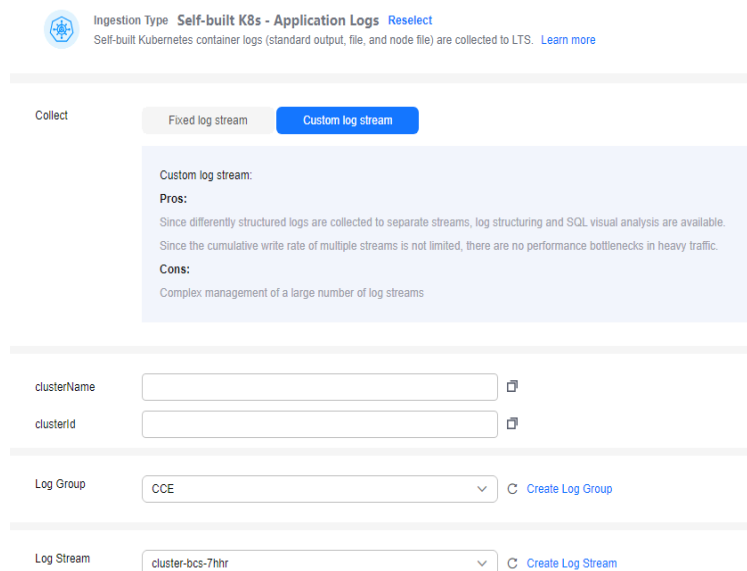 Ingestion Type Self-built K8s - Application Logs Reselect
Self-built Kubernetes container logs (standard output, file, and node file) are collected to LTS. Learn more
Collect Fixed log stream Custom log stream
Custom log stream:
Pros:
Since differently structured logs are collected to separate streams, log structuring and SQL visual analysis are available.
Since the cumulative write rate of multiple streams is not limited, there are no performance bottlenecks in heavy traffic.
Cons:
Complex management of a large number of log streams
clusterName
clusterId
Log Group CCE Create Log Group
Log Stream cluster-bcs-7hhr Create Log Stream